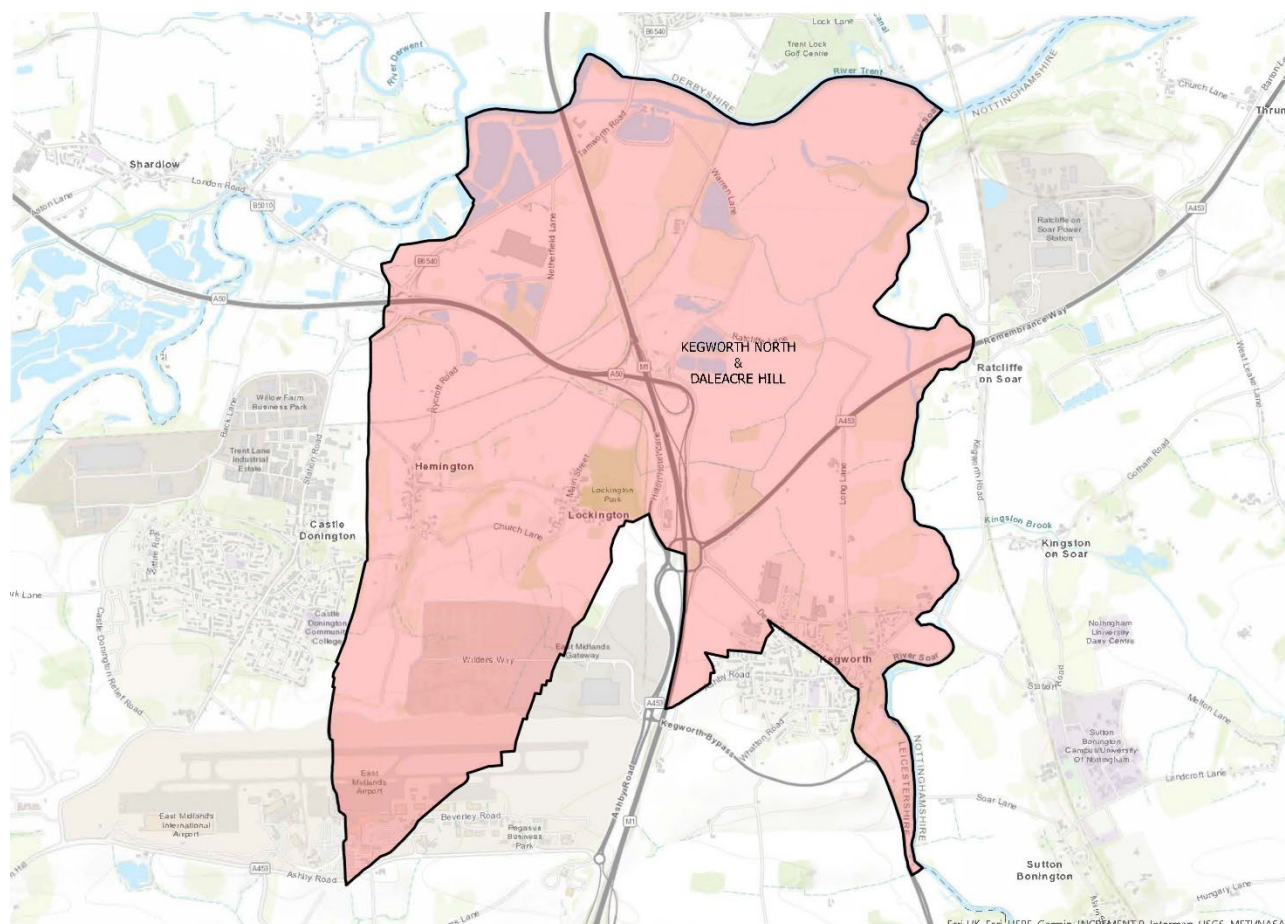 Lock Lane
B6540
Trent Lock
Golf Centre
River Derwent
DERBYSHIRE
River Trent
NOTTINGHAMSHIRE
Church Lane
River Soar
Tamworth Road
Shardlow
London Road
Aston Lane
B5010
Warren Lane
Netherfield Lane
A453
Ratcliffe on
Soar Power
Station
B6540
A50
Ratcliffe Lane
Remembrance Way
KEGWORTH NORTH
&
DALEACRE HILL
M1
A50
Ratcliffe
on Soar
West Leake Lane
Rycroft Road
Willow Farm
Business Park
Back Lane
Trent Lane
Industrial
Estate
Station Road
A453
Long Lane
Kegworth Road
Gotham Road
Hemington
Main Street
Lockington
Park
Lockington
Church Lane
Castle
Donington
Kingston Brook
Kingston
on Soar
Castle
Donington
Community
College
Castle Donington Relief Road
East Midlands
Gateway
Wilders Way
Kegworth
River Soar
Station Road
Melton Lane
A453
Kegworth Bypass
Whatton Road
Ashby Road
Sutton
Bonington
Campus/University
Of Nottingham
Landcroft Lane
NOTTINGHAMSHIRE
LEICESTERSHIRE
East
Midlands
Airport
East Midlands
International
Airport
Beverley Road
Pegasus
Business
Park
M1
Soar Lane
A453
Ashby Road
Sutton
Bonington
Hungary Lane